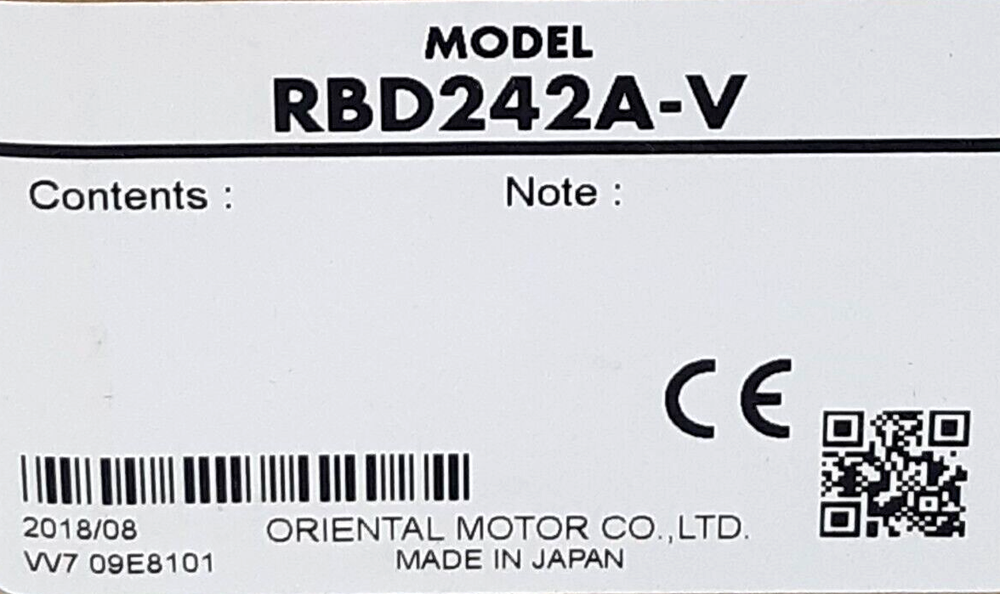 MODEL
RBD242A-V
Contents :
Note :
CE
2018/08
VV7 09E8101
ORIENTAL MOTOR CO.,LTD.
MADE IN JAPAN